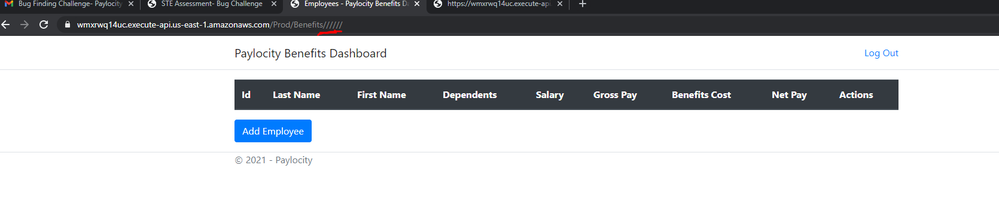 Bug Finding Challenge- Paylocity
STE Assessment- Bug Challenge
Employees - Paylocity Benefits Da
https://wmxrwq14uc.execute-api
wmxrwq14uc.execute-api.us-east-1.amazonaws.com/Prod/Benefits//////
Paylocity Benefits Dashboard
Log Out
Id Last Name First Name Dependents Salary Gross Pay Benefits Cost Net Pay Actions
Add Employee
© 2021 - Paylocity